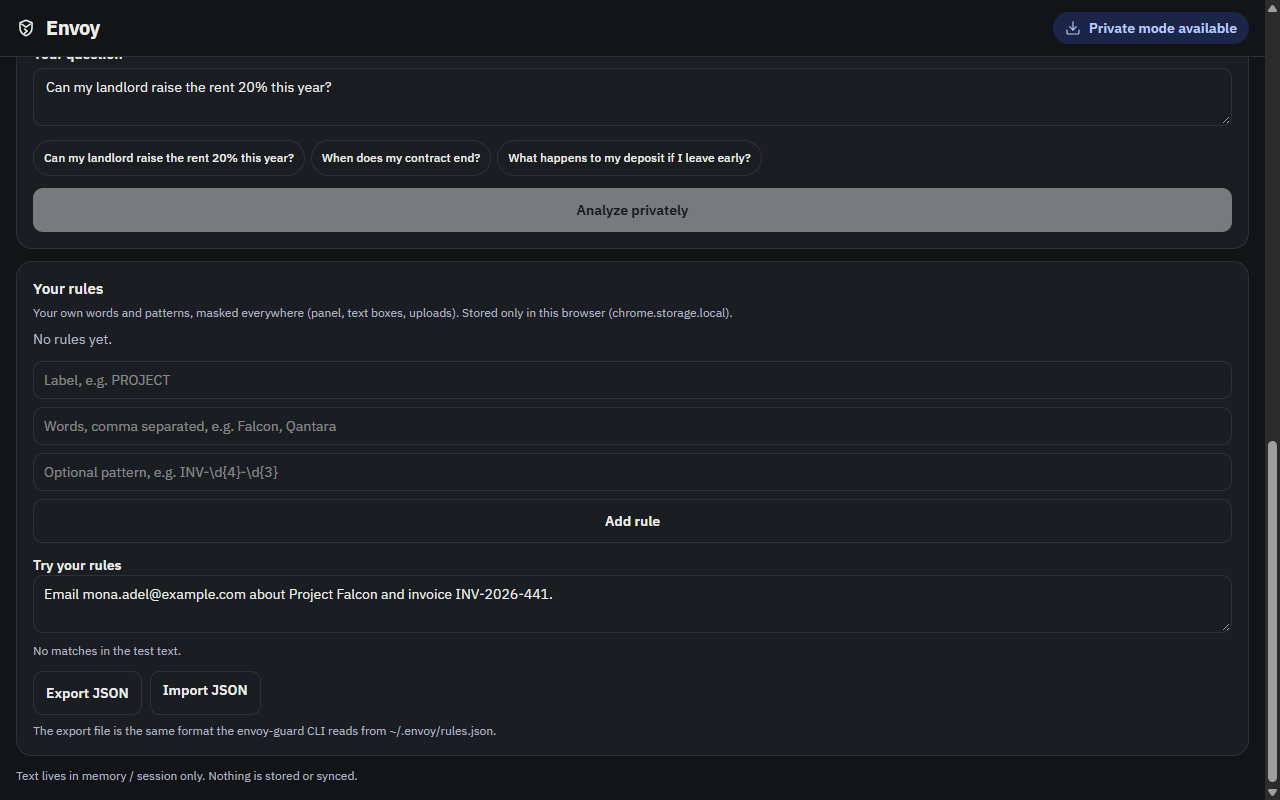 Envoy
Private mode available
Your question
Can my landlord raise the rent 20% this year?
Can my landlord raise the rent 20% this year?
When does my contract end?
What happens to my deposit if I leave early?
Analyze privately
Your rules
Your own words and patterns, masked everywhere (panel, text boxes, uploads). Stored only in this browser (chrome.storage.local).
No rules yet.
Label, e.g. PROJECT
Words, comma separated, e.g. Falcon, Qantara
Optional pattern, e.g. INV-\d{4}-\d{3}
Add rule
Try your rules
Email mona.adel@example.com about Project Falcon and invoice INV-2026-441.
No matches in the test text.
Export JSON
Import JSON
The export file is the same format the envoy-guard CLI reads from ~/.envoy/rules.json.
Text lives in memory / session only. Nothing is stored or synced.